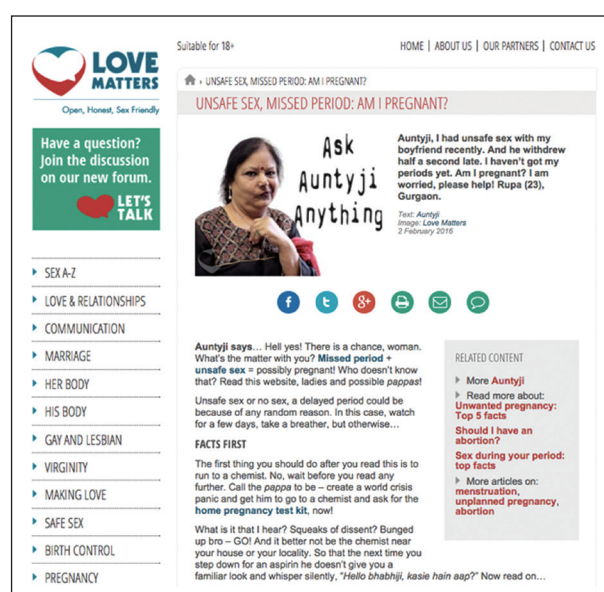 Suitable for 18+
HOME | ABOUT US | OUR PARTNERS | CONTACT US
LOVE
MATTERS
Open, Honest, Sex Friendly
Have a question?
Join the discussion
on our new forum.
LET'S
TALK
SEX A-Z
LOVE & RELATIONSHIPS
COMMUNICATION
MARRIAGE
HER BODY
HIS BODY
GAY AND LESBIAN
VIRGINITY
MAKING LOVE
SAFE SEX
BIRTH CONTROL
PREGNANCY
› UNSAFE SEX, MISSED PERIOD: AM I PREGNANT?
UNSAFE SEX, MISSED PERIOD: AM I PREGNANT?
Ask
Auntyji
Anything
Auntyji, I had unsafe sex with my
boyfriend recently. And he withdrew
half a second late. I haven't got my
periods yet. Am I pregnant? I am
worried, please help! Rupa (23),
Gurgaon.
Text: Auntyji
Image: Love Matters
2 February 2016
Auntyji says… Hell yes! There is a chance, woman.
What's the matter with you? Missed period +
unsafe sex = possibly pregnant! Who doesn't know
that? Read this website, ladies and possible pappas!
Unsafe sex or no sex, a delayed period could be
because of any random reason. In this case, watch
for a few days, take a breather, but otherwise…
FACTS FIRST
The first thing you should do after you read this is to
run to a chemist. No, wait before you read any
further. Call the pappa to be – create a world crisis
panic and get him to go to a chemist and ask for the
home pregnancy test kit, now!
What is it that I hear? Squeaks of dissent? Bunged
up bro – GO! And it better not be the chemist near
your house or your locality. So that the next time you
step down for an aspirin he doesn't give you a
familiar look and whisper silently, "Hello bhabhiji, kasie hain aap?" Now read on…
RELATED CONTENT
More Auntyji
Read more about:
Unwanted pregnancy:
Top 5 facts
Should I have an
abortion?
Sex during your period:
top facts
More articles on:
menstruation,
unplanned pregnancy,
abortion